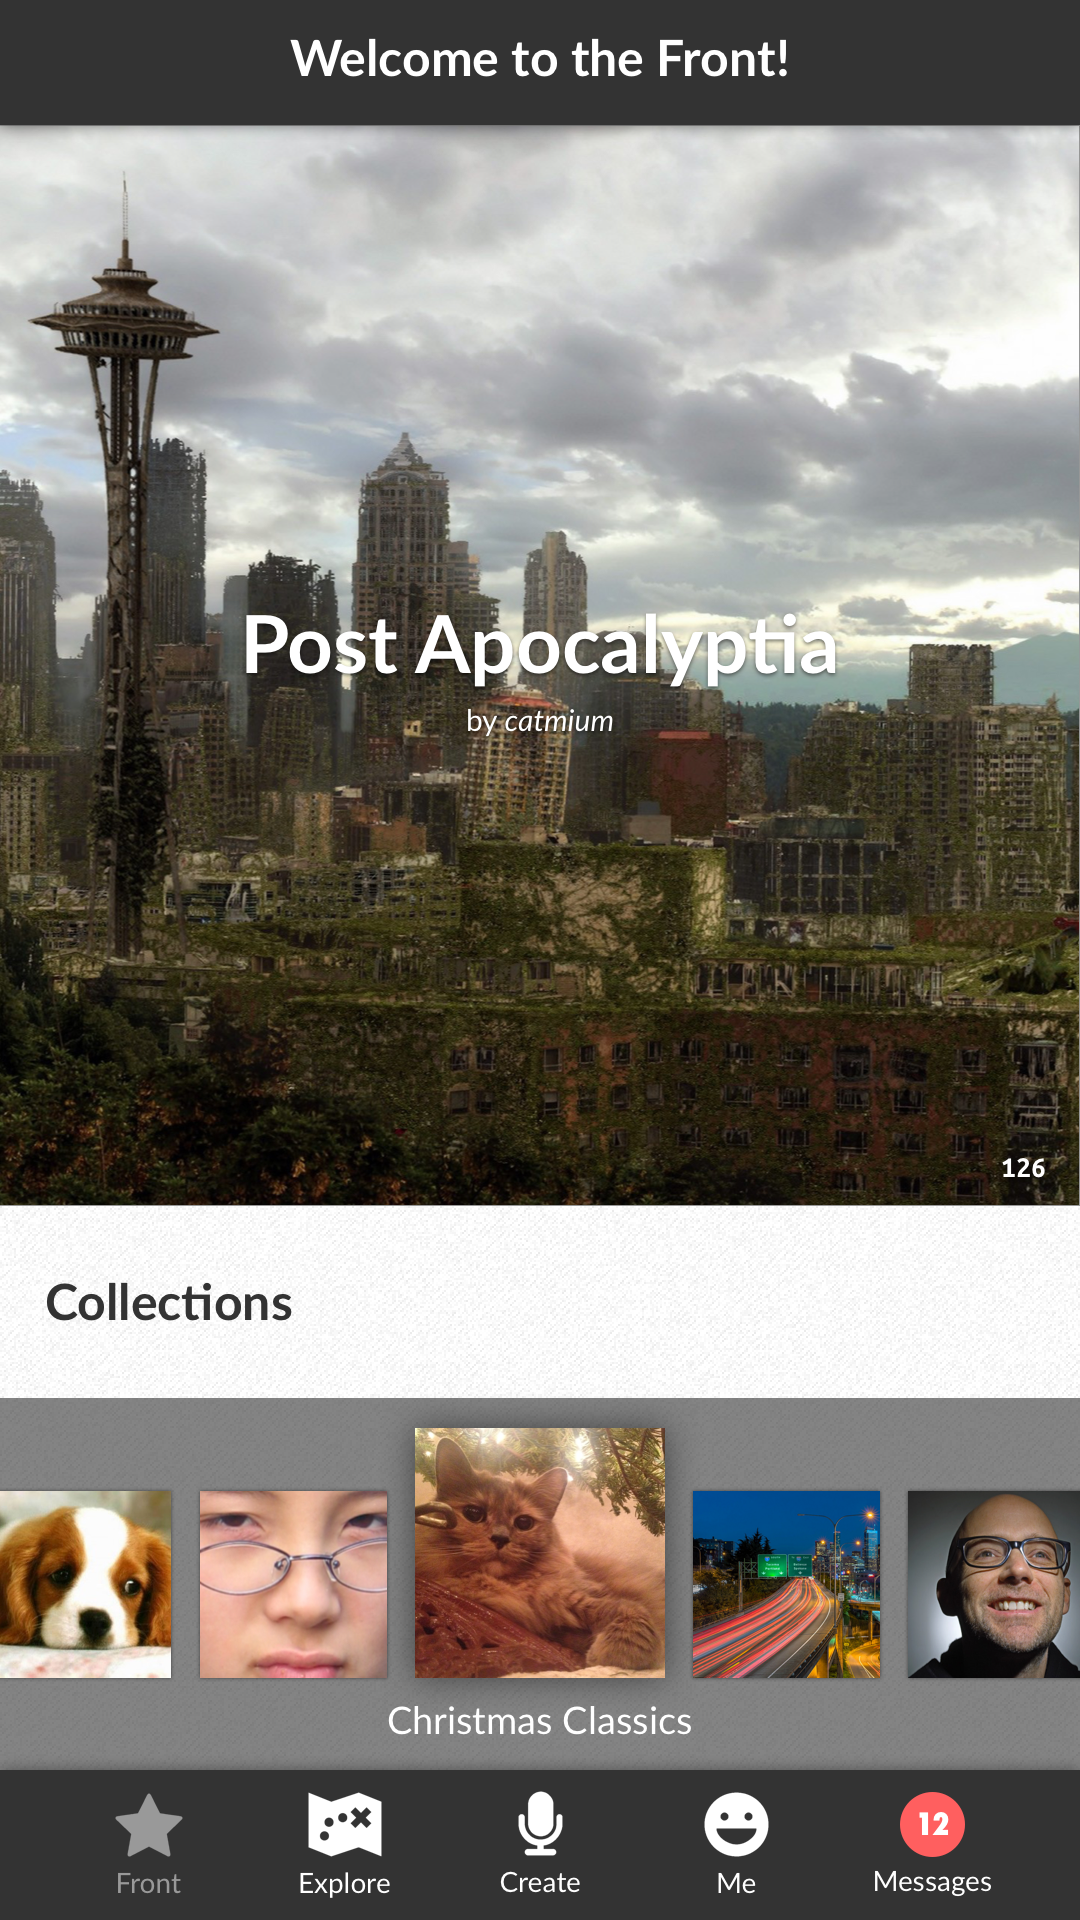 Welcome to the Front!
Post Apocalyptia
by catmium
126
Collections
Christmas Classics
Front
Explore
Create
Me
12
Messages